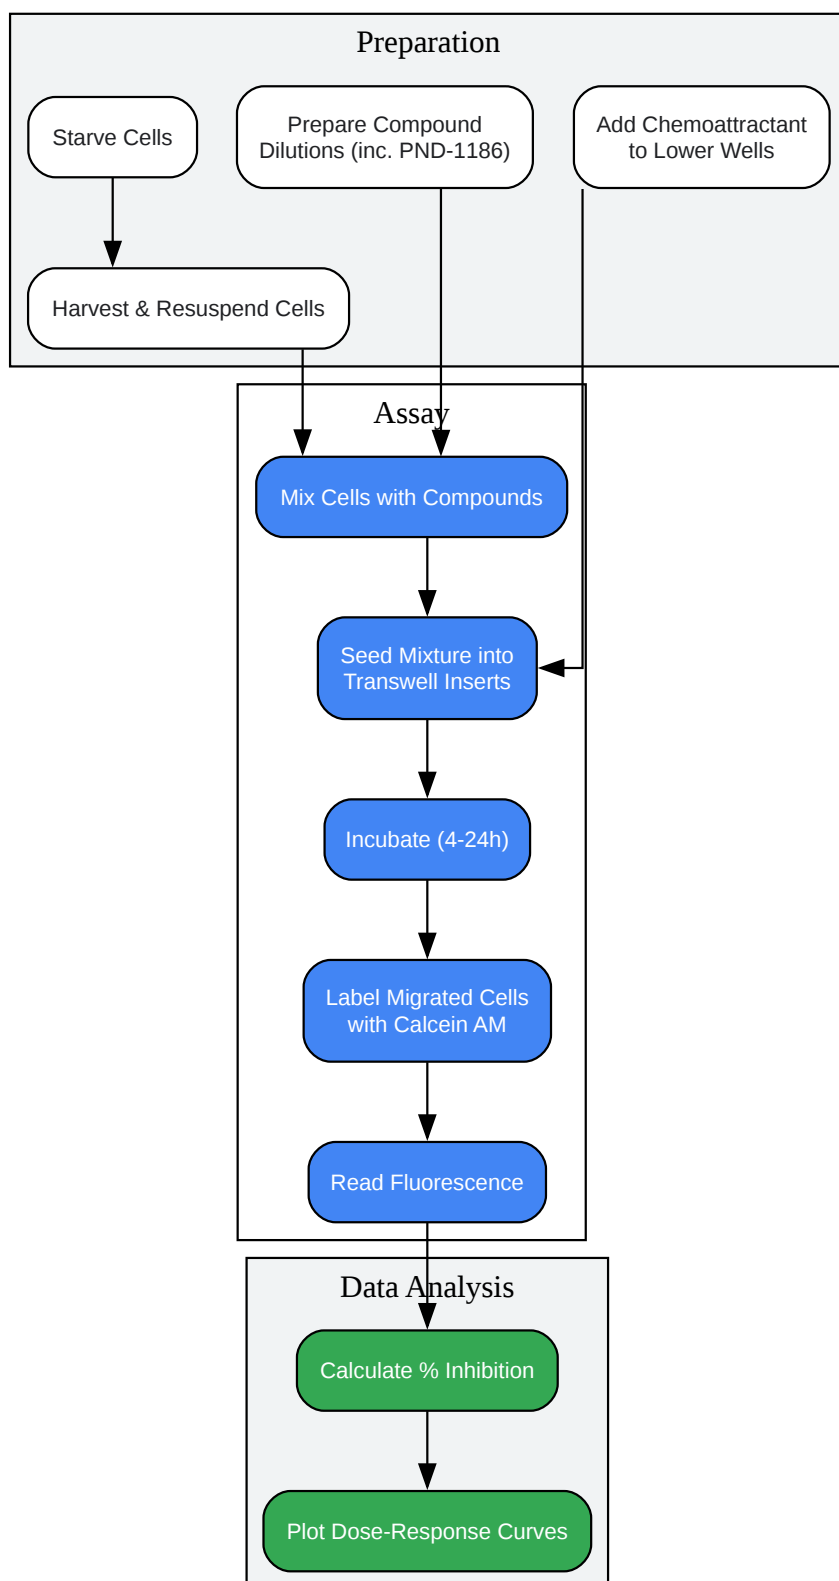 Preparation
Starve Cells
Prepare Compound
Dilutions (inc. PND-1186)
Add Chemoattractant
to Lower Wells
Harvest & Resuspend Cells
Assay
Mix Cells with Compounds
Seed Mixture into
Transwell Inserts
Incubate (4-24h)
Label Migrated Cells
with Calcein AM
Read Fluorescence
Data Analysis
Calculate % Inhibition
Plot Dose-Response Curves